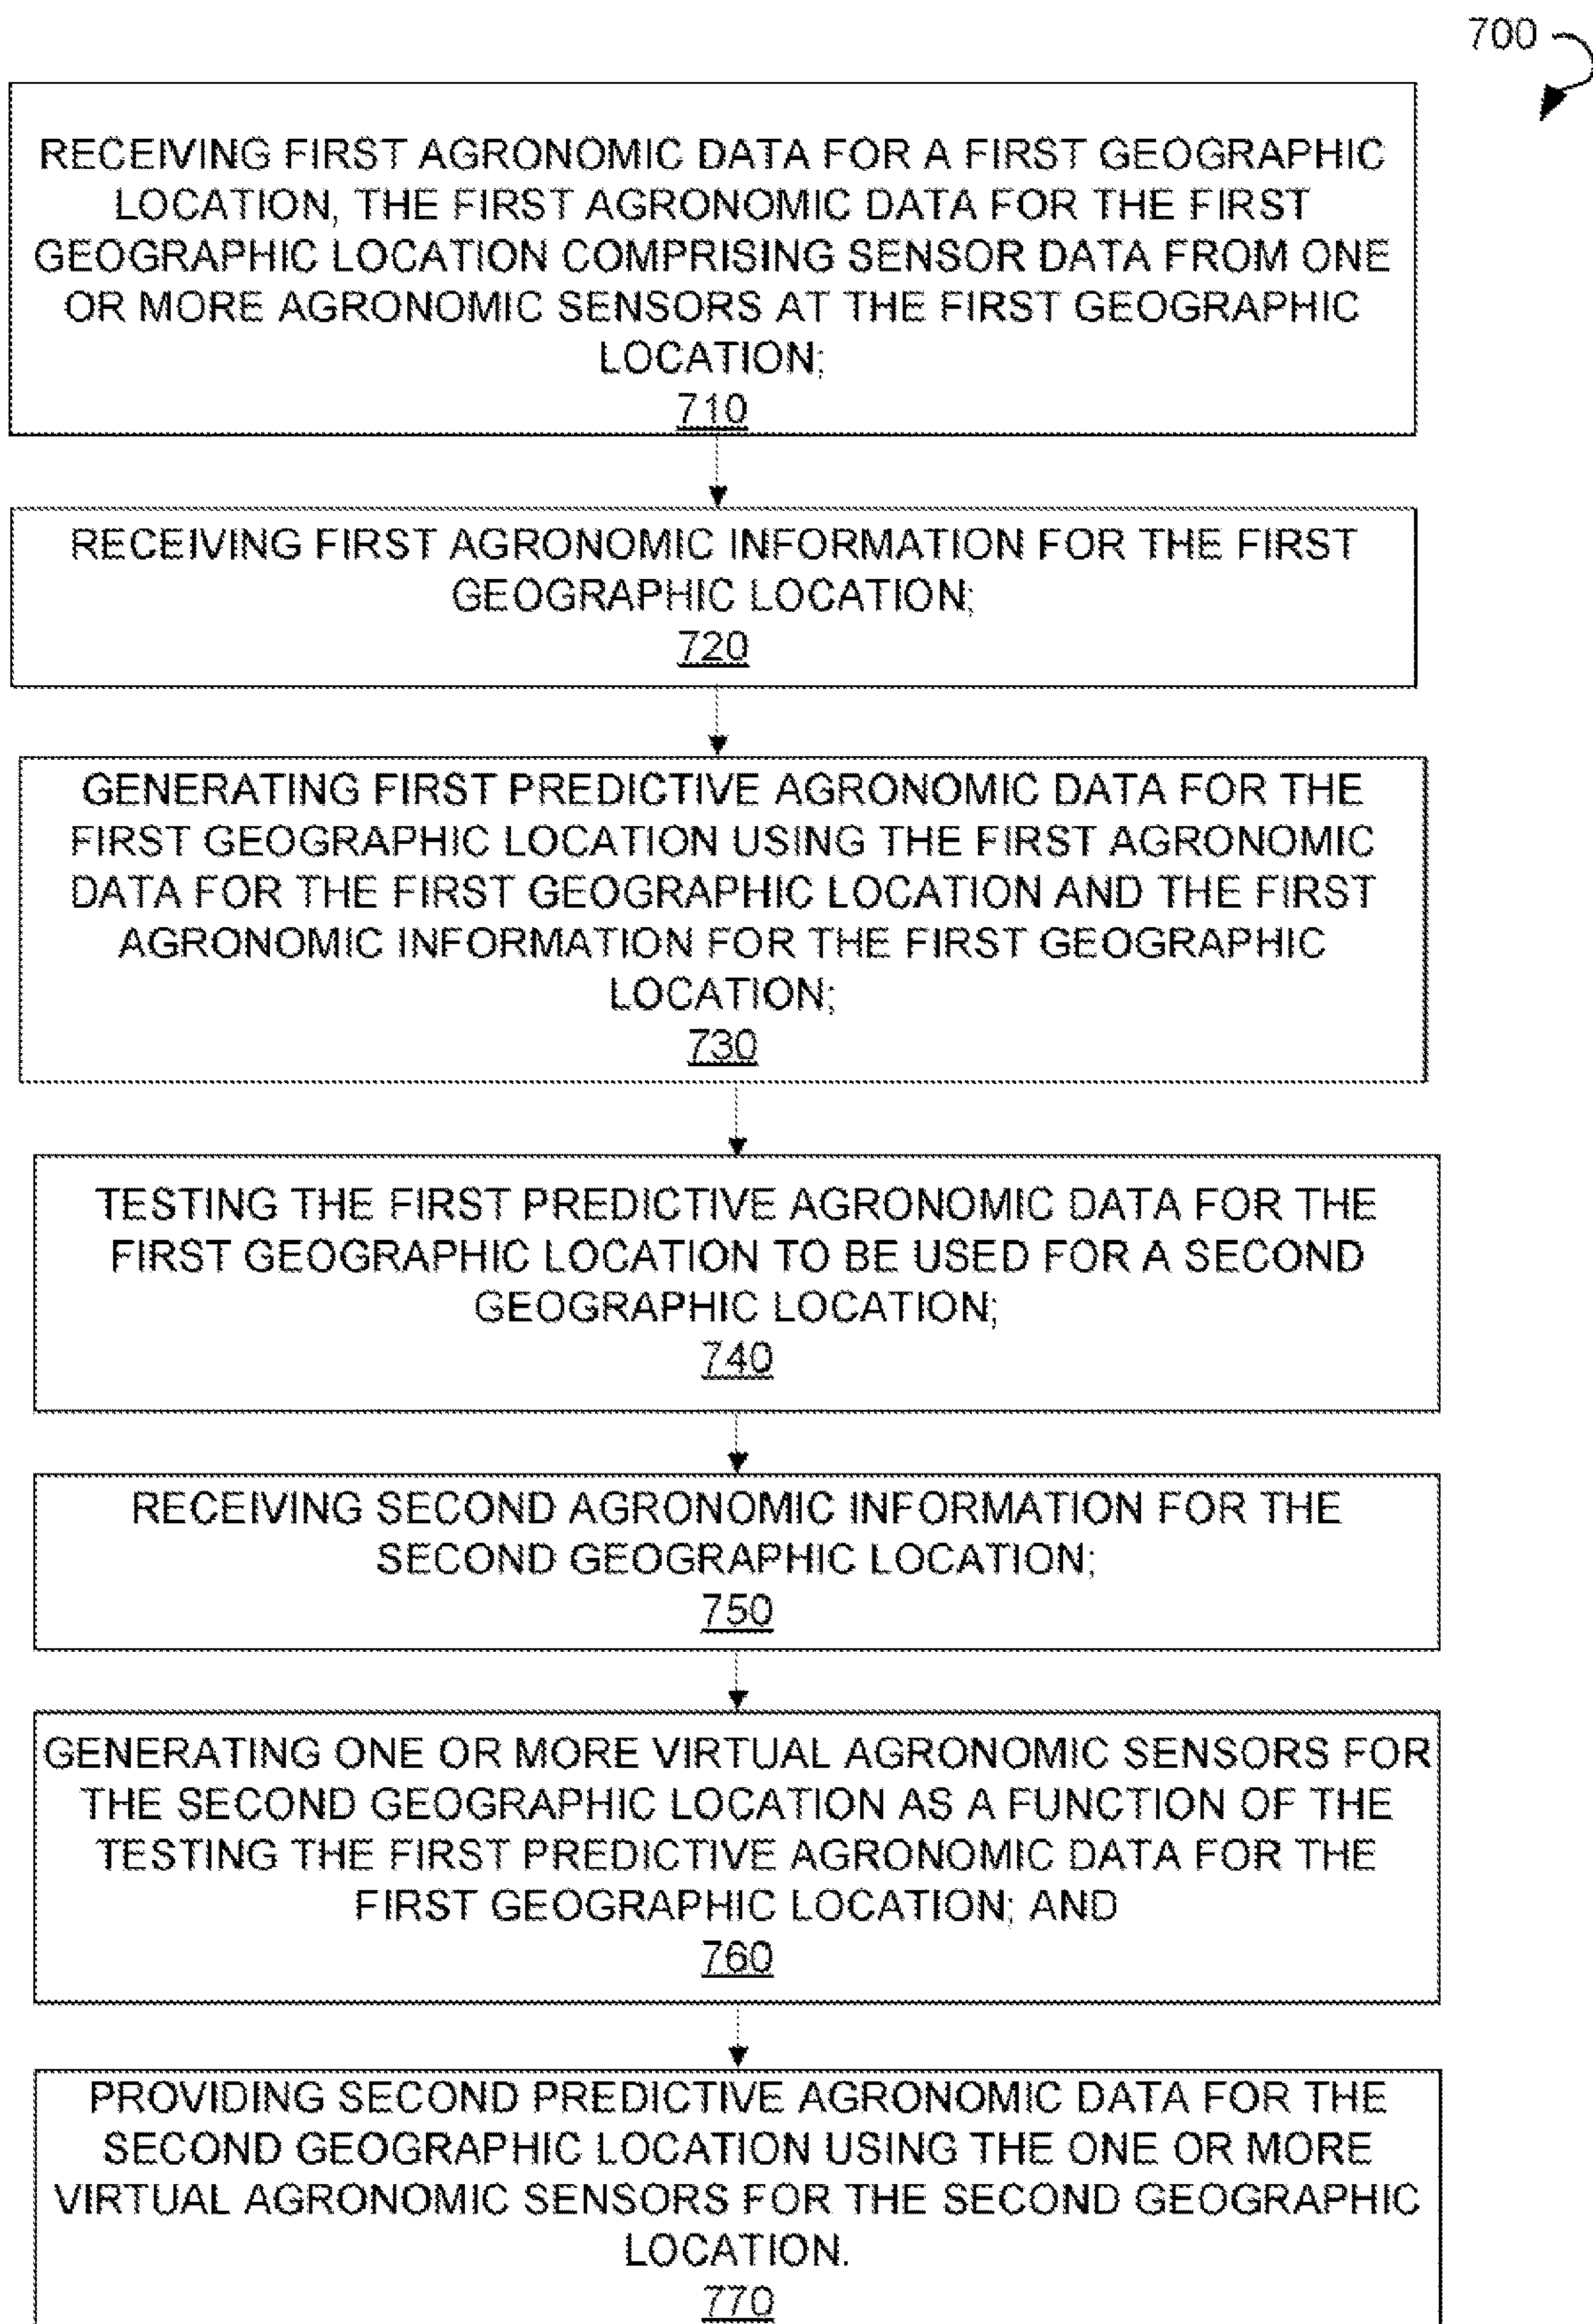 700
RECEIVING FIRST AGRONOMIC DATA FOR A FIRST GEOGRAPHIC
LOCATION, THE FIRST AGRONOMIC DATA FOR THE FIRST
GEOGRAPHIC LOCATION COMPRISING SENSOR DATA FROM ONE
OR MORE AGRONOMIC SENSORS AT THE FIRST GEOGRAPHIC
LOCATION;
710
RECEIVING FIRST AGRONOMIC INFORMATION FOR THE FIRST
GEOGRAPHIC LOCATION;
720
GENERATING FIRST PREDICTIVE AGRONOMIC DATA FOR THE
FIRST GEOGRAPHIC LOCATION USING THE FIRST AGRONOMIC
DATA FOR THE FIRST GEOGRAPHIC LOCATION AND THE FIRST
AGRONOMIC INFORMATION FOR THE FIRST GEOGRAPHIC
LOCATION;
730
TESTING THE FIRST PREDICTIVE AGRONOMIC DATA FOR THE
FIRST GEOGRAPHIC LOCATION TO BE USED FOR A SECOND
GEOGRAPHIC LOCATION;
740
RECEIVING SECOND AGRONOMIC INFORMATION FOR THE
SECOND GEOGRAPHIC LOCATION;
750
GENERATING ONE OR MORE VIRTUAL AGRONOMIC SENSORS FOR
THE SECOND GEOGRAPHIC LOCATION AS A FUNCTION OF THE
TESTING THE FIRST PREDICTIVE AGRONOMIC DATA FOR THE
FIRST GEOGRAPHIC LOCATION; AND
760
PROVIDING SECOND PREDICTIVE AGRONOMIC DATA FOR THE
SECOND GEOGRAPHIC LOCATION USING THE ONE OR MORE
VIRTUAL AGRONOMIC SENSORS FOR THE SECOND GEOGRAPHIC
LOCATION.
770